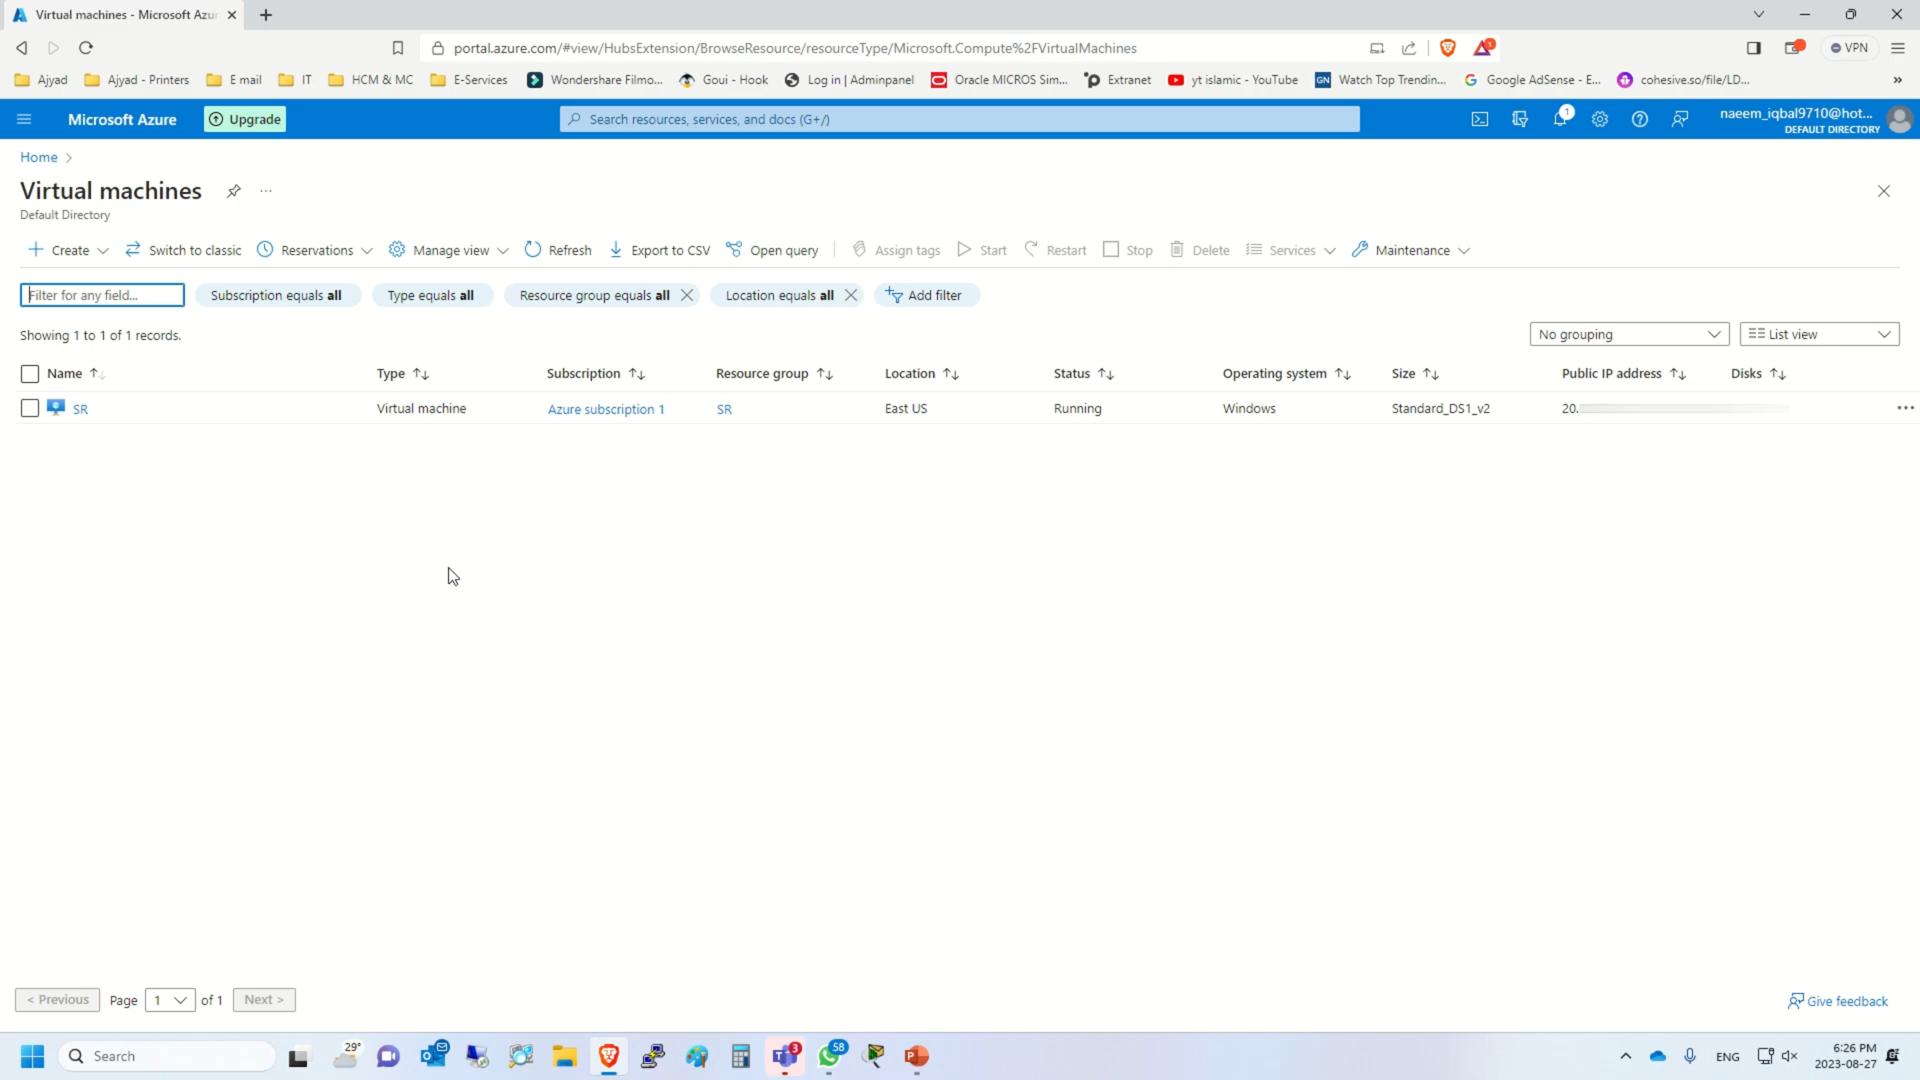 Virtual machines - Microsoft Azur
portal.azure.com/#view/HubsExtension/BrowseResource/resourceType/Microsoft.Compute%2FVirtualMachines
VPN
Ajyad Ajyad - Printers E mail IT HCM & MC E-Services Wondershare Filmo... Goui - Hook Log in | Adminpanel Oracle MICROS Sim... Extranet yt islamic - YouTube GN Watch Top Trendin... Google AdSense - E... cohesive.so/file/LD... »
Microsoft Azure Upgrade Search resources, services, and docs (G+/) 1 naeem_iqbal9710@hot...
DEFAULT DIRECTORY
Home >
Virtual machines ...
Default Directory
Create Switch to classic Reservations Manage view Refresh Export to CSV Open query Assign tags Start Restart Stop Delete Services Maintenance
Filter for any field... Subscription equals all Type equals all Resource group equals all Location equals all Add filter
Showing 1 to 1 of 1 records. No grouping List view
Name Type Subscription Resource group Location Status Operating system Size Public IP address Disks
SR Virtual machine Azure subscription 1 SR East US Running Windows Standard_DS1_v2 20. ...
< Previous Page 1 of 1 Next > Give feedback
Search 29° 3 58 ENG 6:26 PM
2023-08-27